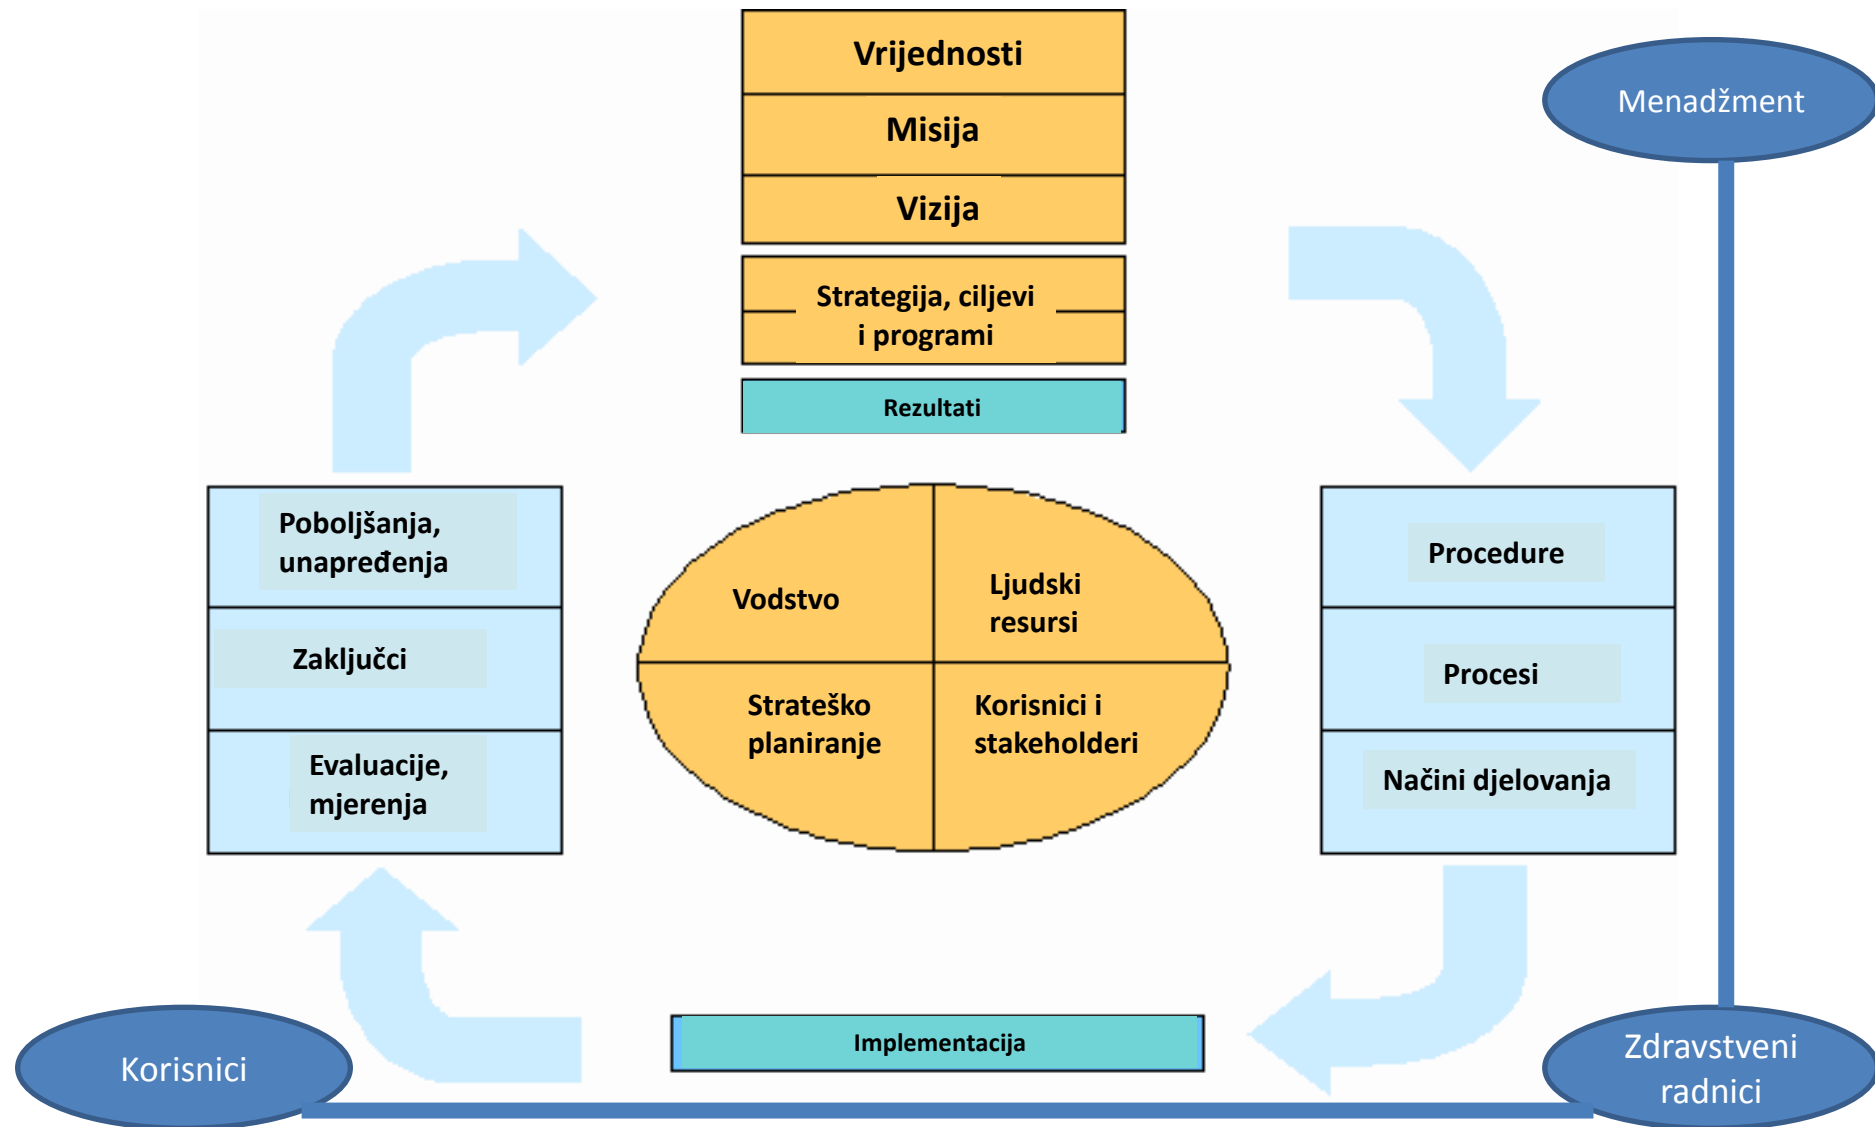 Vrijednosti
Misija
Vizija
Strategija, ciljevi
i programi
Rezultati
Menadžment
Poboljšanja,
unapređenja
Zaključci
Evaluacije,
mjerenja
Vodstvo
Ljudski
resursi
Strateško
planiranje
Korisnici i
stakeholderi
Procedure
Procesi
Načini djelovanja
Implementacija
Korisnici
Zdravstveni
radnici